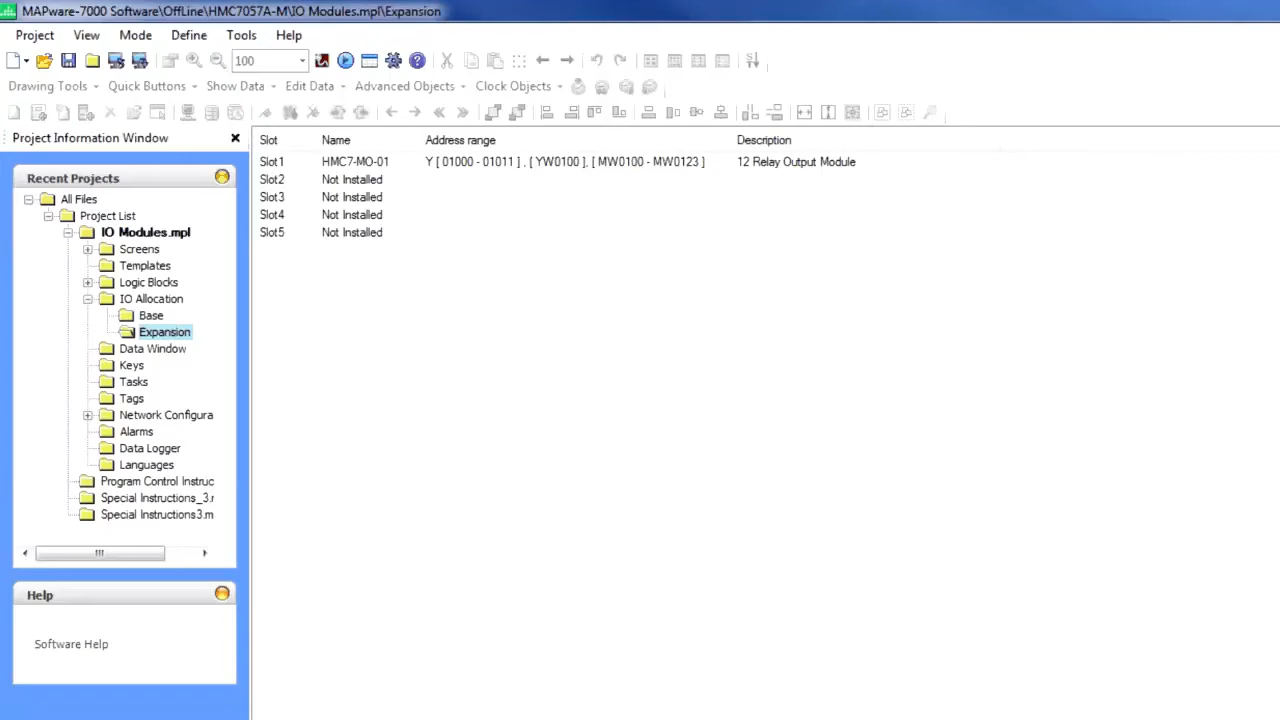 MAPware-7000 Software\OffLine\HMC7057A-M\IO Modules.mpl\Expansion
Project View Mode Define Tools Help
100
Drawing Tools Quick Buttons Show Data Edit Data Advanced Objects Clock Objects
Project Information Window
Recent Projects
All Files
Project List
IO Modules.mpl
Screens
Templates
Logic Blocks
IO Allocation
Base
Expansion
Data Window
Keys
Tasks
Tags
Network Configura
Alarms
Data Logger
Languages
Program Control Instruc
Special Instructions_3.r
Special Instructions3.m
Help
Software Help
Slot Name Address range Description
Slot1 HMC7-MO-01 Y [ 01000 - 01011 ] , [ YW0100 ], [ MW0100 - MW0123 ] 12 Relay Output Module
Slot2 Not Installed
Slot3 Not Installed
Slot4 Not Installed
Slot5 Not Installed